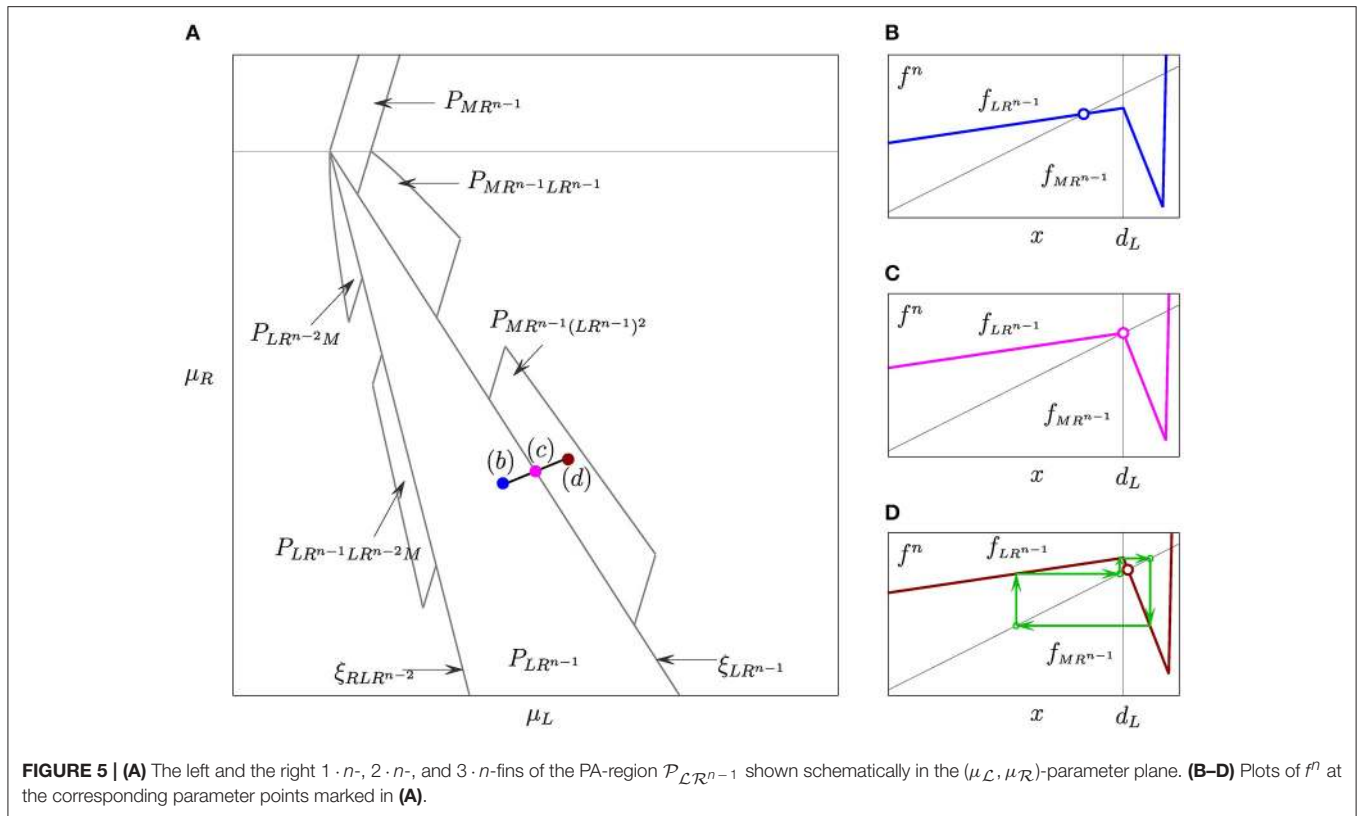 A
P_{MR^{n-1}}
P_{MR^{n-1}LR^{n-1}}
P_{LR^{n-2}M}
P_{MR^{n-1}(LR^{n-1})^2}
μ_R
(b) (c) (d)
P_{LR^{n-1}LR^{n-2}M}
ξ_{RLR^{n-2}}
P_{LR^{n-1}}
ξ_{LR^{n-1}}
μ_L
B
f^n
f_{LR^{n-1}}
f_{MR^{n-1}}
x d_L
C
f^n
f_{LR^{n-1}}
f_{MR^{n-1}}
x d_L
D
f^n
f_{LR^{n-1}}
f_{MR^{n-1}}
x d_L
FIGURE 5 | (A) The left and the right 1 · n-, 2 · n-, and 3 · n-fins of the PA-region 𝒫_{ℒℛ^{n−1}} shown schematically in the (μ_ℒ, μ_ℛ)-parameter plane. (B–D) Plots of f^n at
the corresponding parameter points marked in (A).